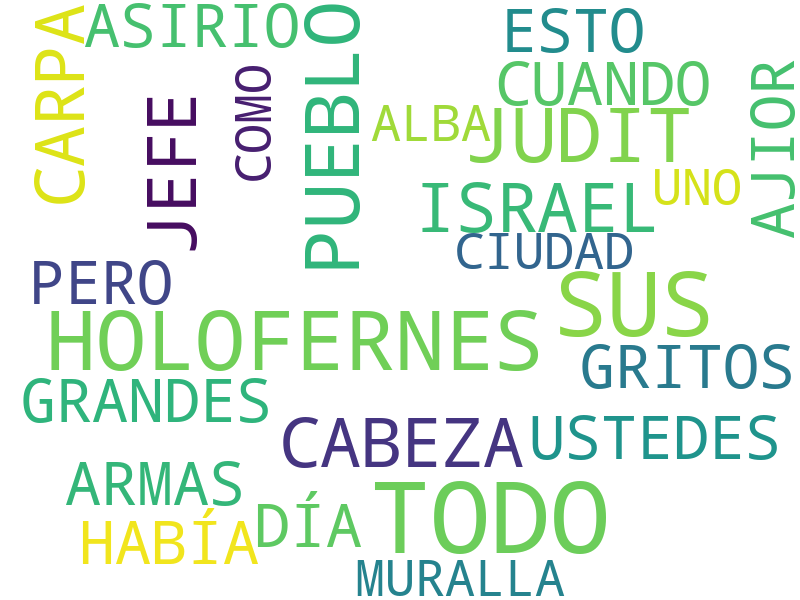 CARPA
ASIRIO
JEFE
COMO
PUEBLO
ESTO
CUANDO
ALBA
JUDIT
AJIOR
UNO
ISRAEL
CIUDAD
PERO
SUS
HOLOFERNES
GRITOS
GRANDES
CABEZA
USTEDES
ARMAS
TODO
DÍA
HABÍA
MURALLA